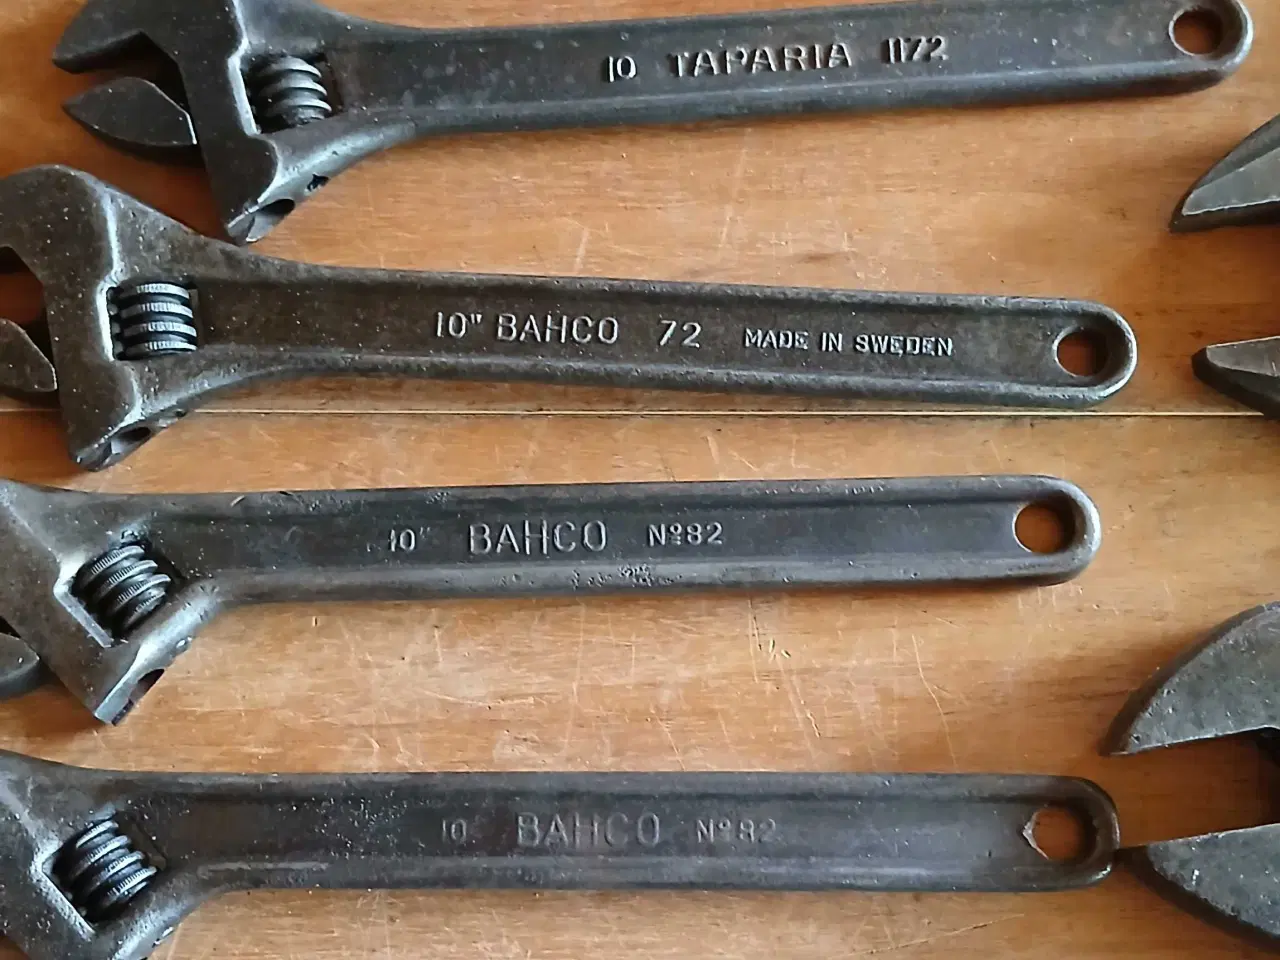 10 TAPARIA 1172
10" BAHCO 72 MADE IN SWEDEN
10" BAHCO Nº82
10 BAHCO Nº82